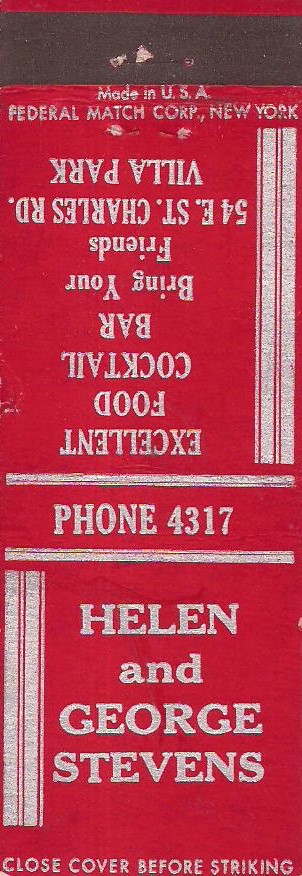 Made in U. S. A.
FEDERAL MATCH CORP., NEW YORK
EXCELLENT
FOOD
COCKTAIL
BAR
Bring Your
Friends
54 E. ST. CHARLES RD.
VILLA PARK
PHONE 4317
HELEN
and
GEORGE
STEVENS
CLOSE COVER BEFORE STRIKING